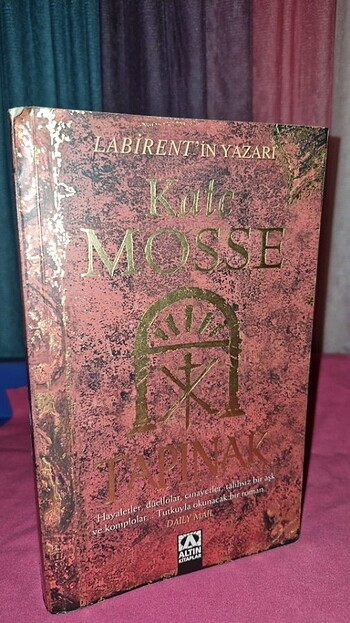 LABİRENT'İN YAZARI
Kate
MOSSE
TAPINAK
"Hayaletler, düellolar, cinayetler, talihsiz bir aşk
ve komplolar. Tutkuyla okunacak bir roman."
DAILY MAIL
ALTIN
KİTAPLAR